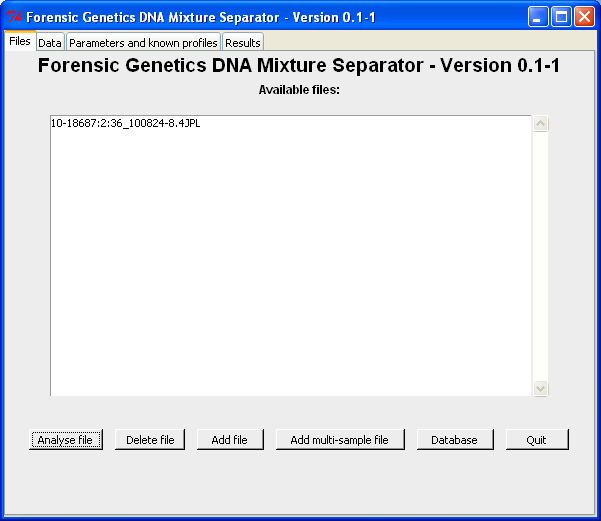 Forensic Genetics DNA Mixture Separator - Version 0.1-1
Files Data Parameters and known profiles Results
Forensic Genetics DNA Mixture Separator - Version 0.1-1
Available files:
10-18687:2:36_100824-8.4JPL
Analyse file Delete file Add file Add multi-sample file Database Quit